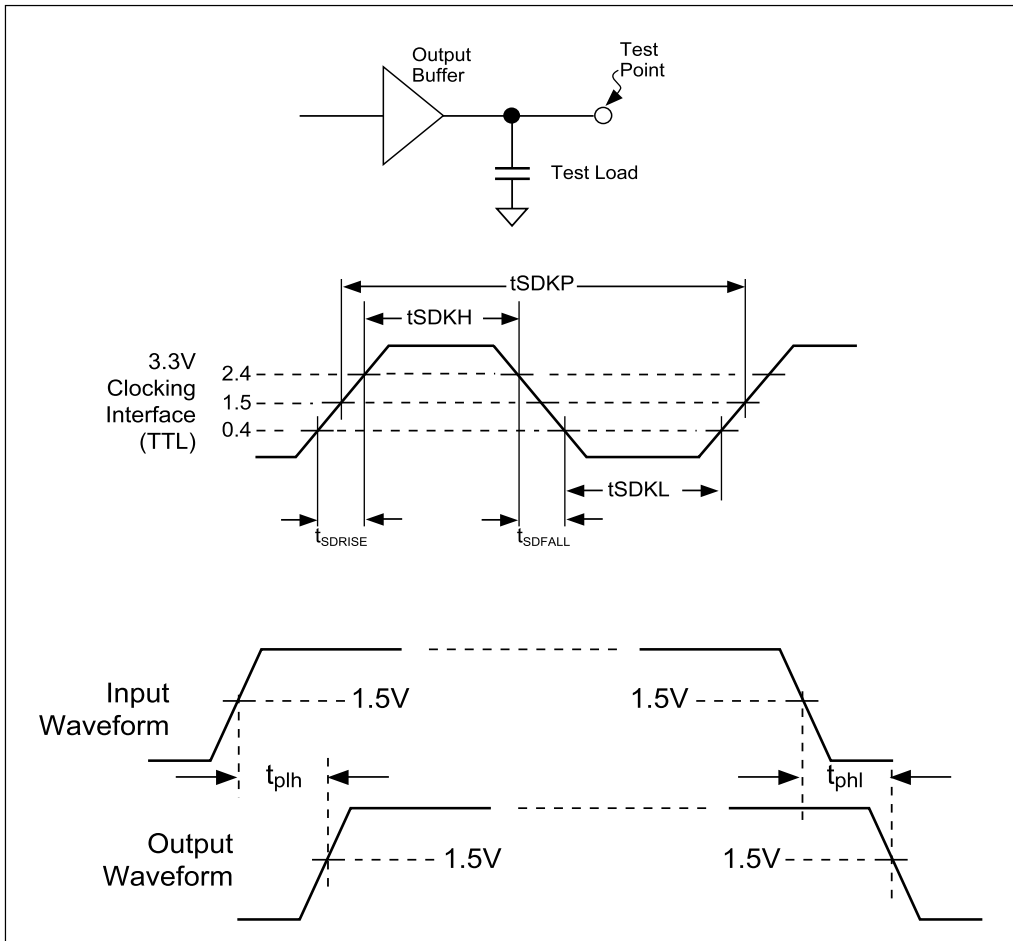 Output
Buffer
Test
Point
Test Load
tSDKP
tSDKH
3.3V
Clocking
Interface
(TTL)
2.4
1.5
0.4
tSDKL
tSDRISE
tSDFALL
Input
Waveform
1.5V
1.5V
tplh
tphl
Output
Waveform
1.5V
1.5V